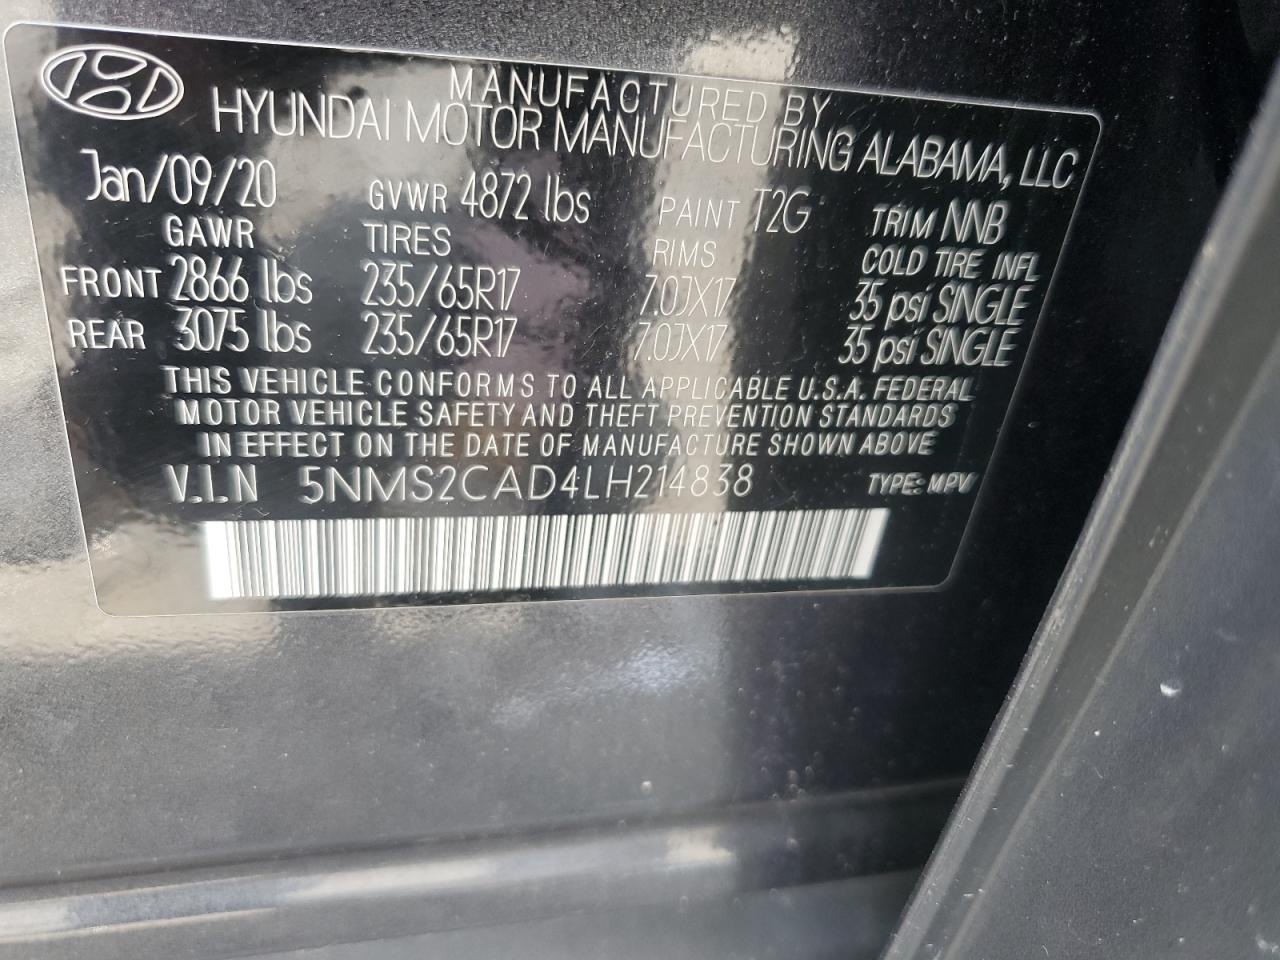 MANUFACTURED BY
HYUNDAI MOTOR MANUFACTURING ALABAMA, LLC
Jan/09/20 GVWR 4872 lbs PAINT T2G TRIM NNB
GAWR TIRES RIMS COLD TIRE INFL
FRONT 2866 lbs 235/65R17 7.0JX17 35 psi SINGLE
REAR 3075 lbs 235/65R17 7.0JX17 35 psi SINGLE
THIS VEHICLE CONFORMS TO ALL APPLICABLE U.S.A. FEDERAL
MOTOR VEHICLE SAFETY AND THEFT PREVENTION STANDARDS
IN EFFECT ON THE DATE OF MANUFACTURE SHOWN ABOVE
V.I.N 5NMS2CAD4LH214838 TYPE: MPV